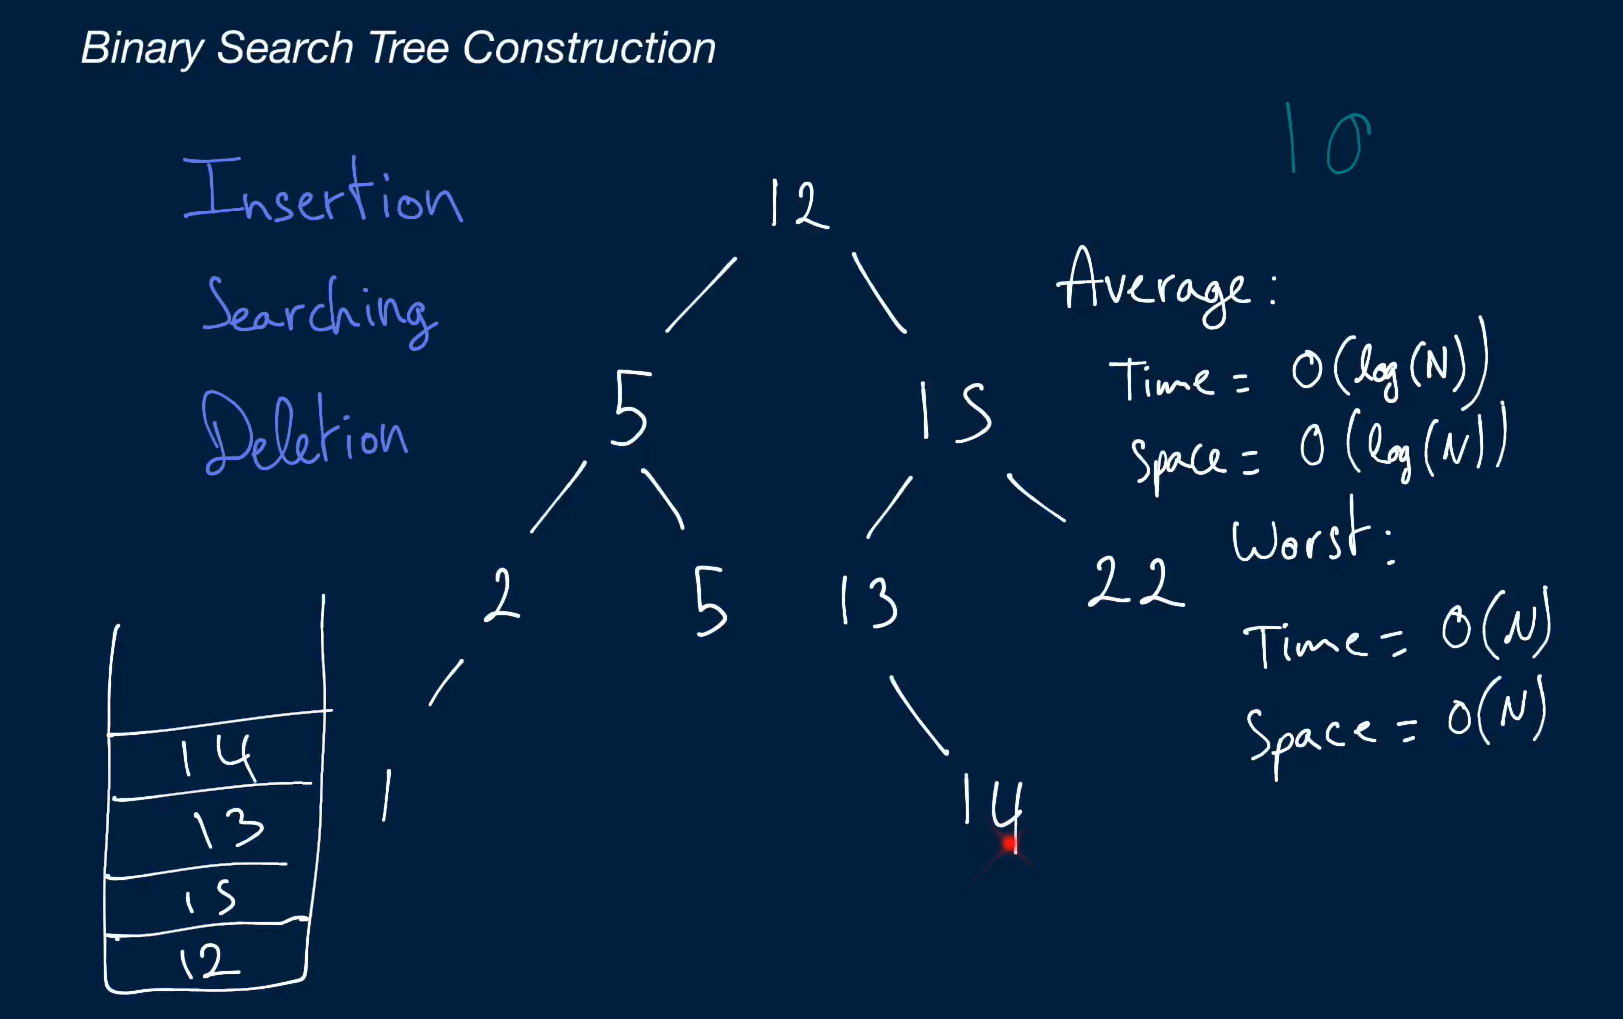 Binary Search Tree Construction
10
Insertion
Searching
Deletion
12
5 15
2 5 13 22
1 14
Average:
Time = O(log(N))
Space = O(log(N))
Worst:
Time = O(N)
Space = O(N)
14
13
15
12